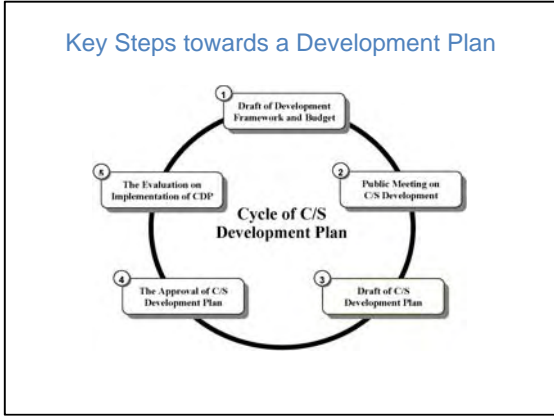 Key Steps towards a Development Plan
1
Draft of Development
Framework and Budget
2
Public Meeting on
C/S Development
3
Draft of C/S
Development Plan
4
The Approval of C/S
Development Plan
5
The Evaluation on
Implementation of CDP
Cycle of C/S
Development Plan